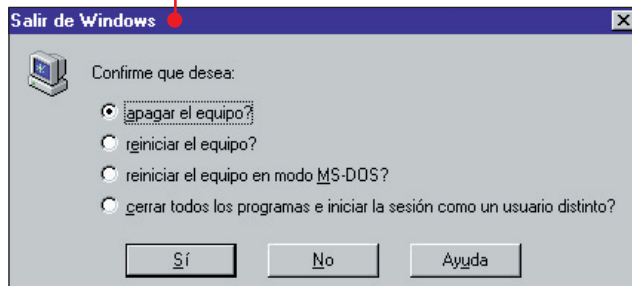 Salir de Windows
Confirme que desea:
apagar el equipo?
reiniciar el equipo?
reiniciar el equipo en modo MS-DOS?
cerrar todos los programas e iniciar la sesión como un usuario distinto?
Sí No Ayuda